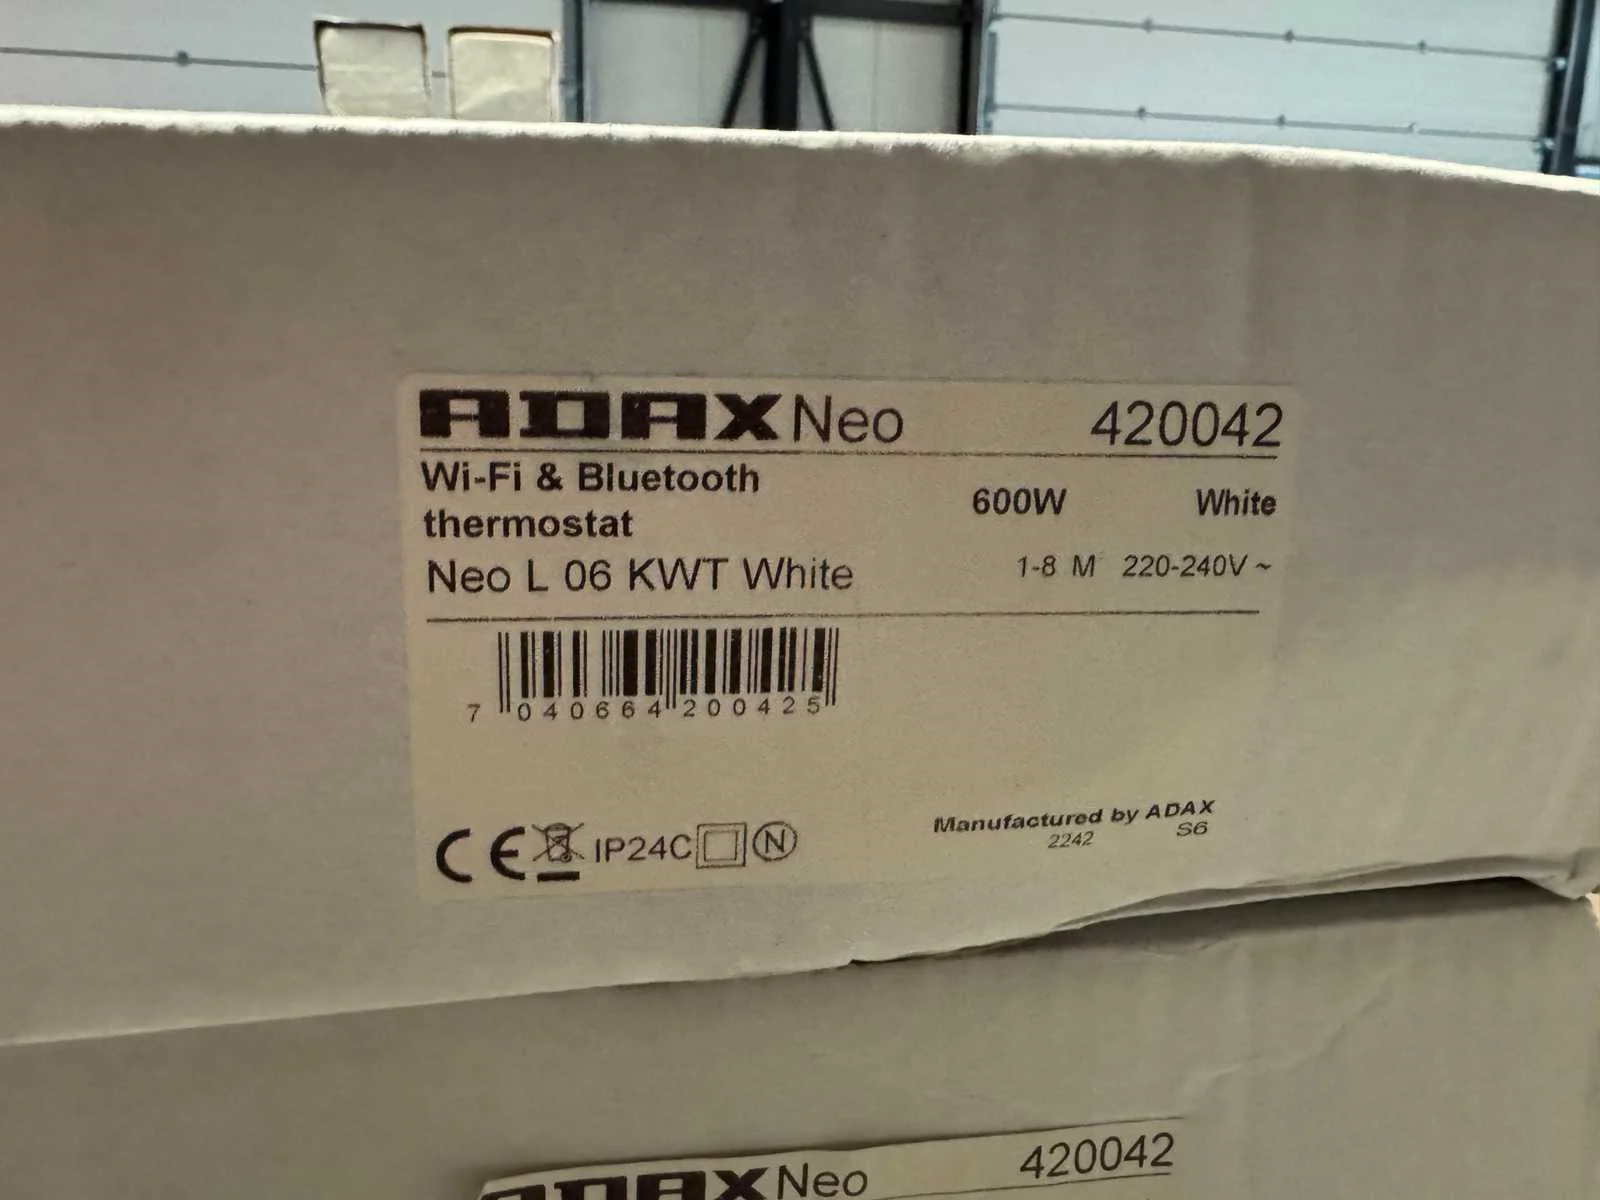 ADAX Neo 420042
Wi-Fi & Bluetooth
thermostat
600W White
Neo L 06 KWT White
1-8 M 220-240V ~
7 040664 200425
CE IP24C N
Manufactured by ADAX
2242 S6
ADAX Neo 420042